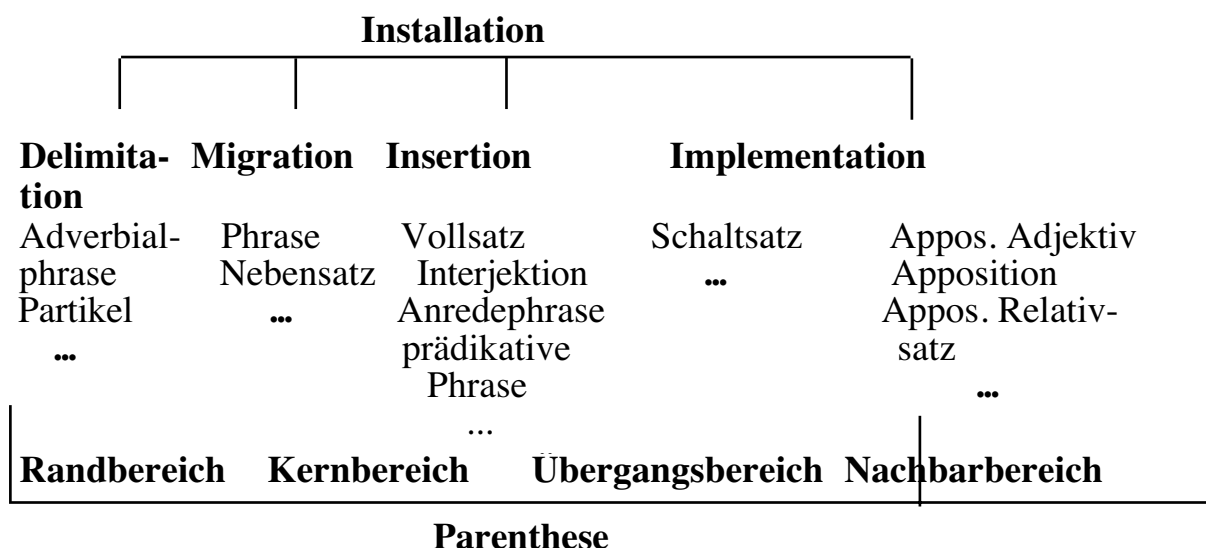 Installation
Delimita- Migration Insertion Implementation
tion
Adverbial- Phrase Vollsatz Schaltsatz Appos. Adjektiv
phrase Nebensatz Interjektion ... Apposition
Partikel ... Anredephrase Appos. Relativ-
... prädikative satz
Phrase ...
...
Randbereich Kernbereich Übergangsbereich Nachbarbereich
Parenthese